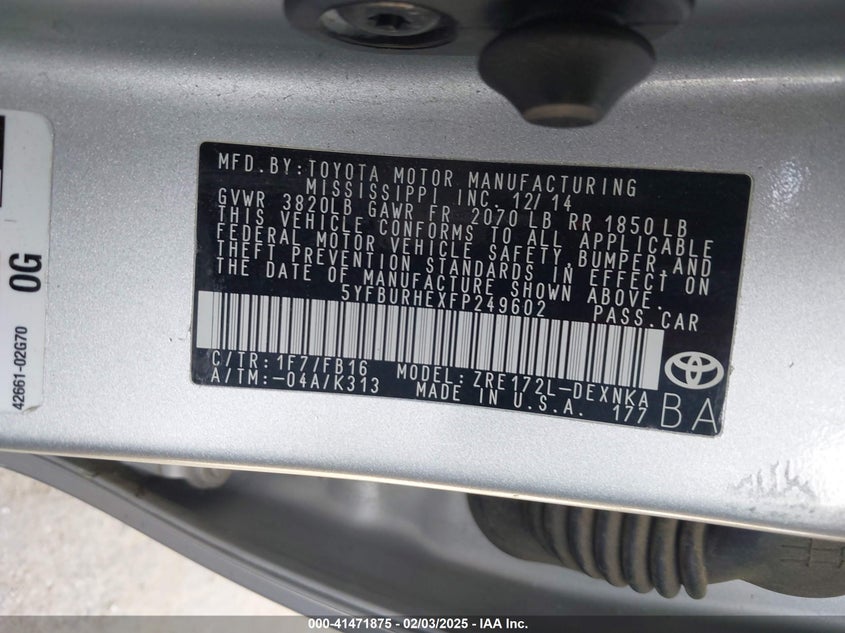 MFD.BY:TOYOTA MOTOR MANUFACTURING
MISSISSIPPI, INC. 12/14
GVWR 3820LB GAWR FR 2070 LB RR 1850 LB
THIS VEHICLE CONFORMS TO ALL APPLICABLE
FEDERAL MOTOR VEHICLE SAFETY,BUMPER,AND
THEFT PREVENTION STANDARDS IN EFFECT ON
THE DATE OF MANUFACTURE SHOWN ABOVE.
5YFBURHEXFP249602 PASS.CAR
C/TR: 1F7/FB16 MODEL: ZRE172L-DEXNKA
A/TM:-04A/K313 MADE IN U.S.A. 177
BA
0G
42661-02G70
000-41471875 - 02/03/2025 - IAA Inc.